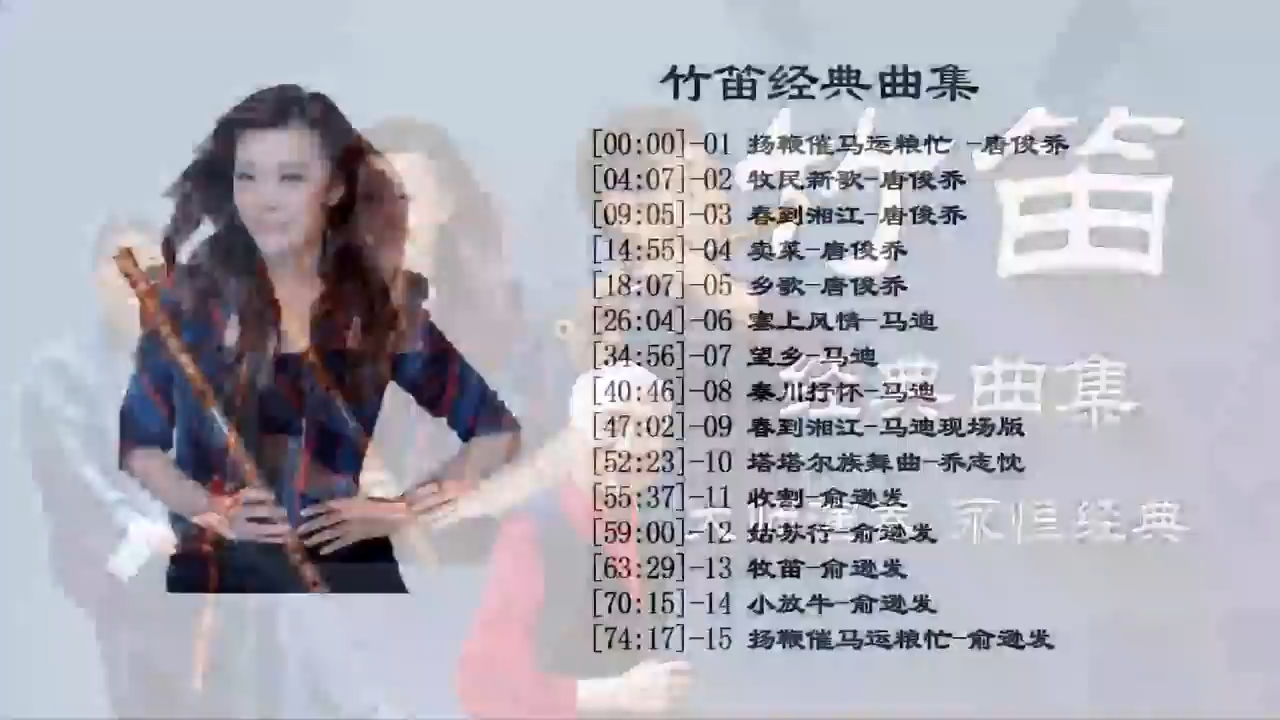 竹笛经典曲集
[00:00]-01 扬鞭催马运粮忙 -唐俊乔
[04:07]-02 牧民新歌-唐俊乔
[09:05]-03 春到湘江-唐俊乔
[14:55]-04 卖菜-唐俊乔
[18:07]-05 乡歌-唐俊乔
[26:04]-06 塞上风情-马迪
[34:56]-07 望乡-马迪
[40:46]-08 秦川抒怀-马迪
[47:02]-09 春到湘江-马迪现场版
[52:23]-10 塔塔尔族舞曲-乔志忱
[55:37]-11 收割-俞逊发
[59:00]-12 姑苏行-俞逊发
[63:29]-13 牧笛-俞逊发
[70:15]-14 小放牛-俞逊发
[74:17]-15 扬鞭催马运粮忙-俞逊发
竹笛
经典曲集
永恒经典